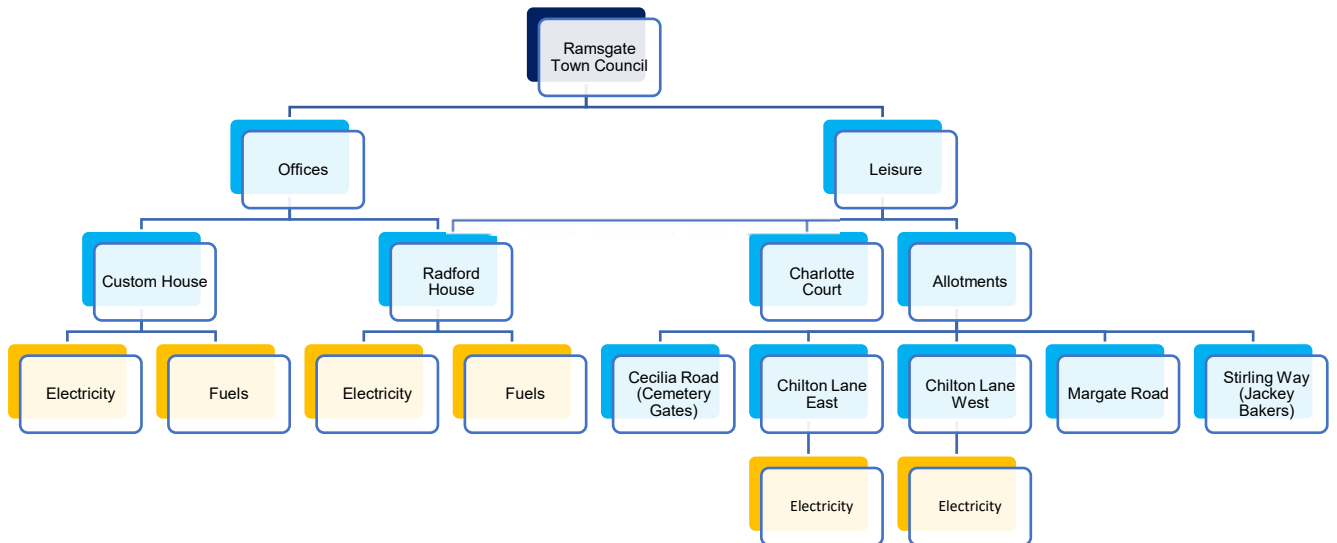 Ramsgate
Town Council
Offices
Leisure
Custom House
Radford
House
Charlotte
Court
Allotments
Electricity
Fuels
Electricity
Fuels
Cecilia Road
(Cemetery
Gates)
Chilton Lane
East
Chilton Lane
West
Margate Road
Stirling Way
(Jackey
Bakers)
Electricity
Electricity